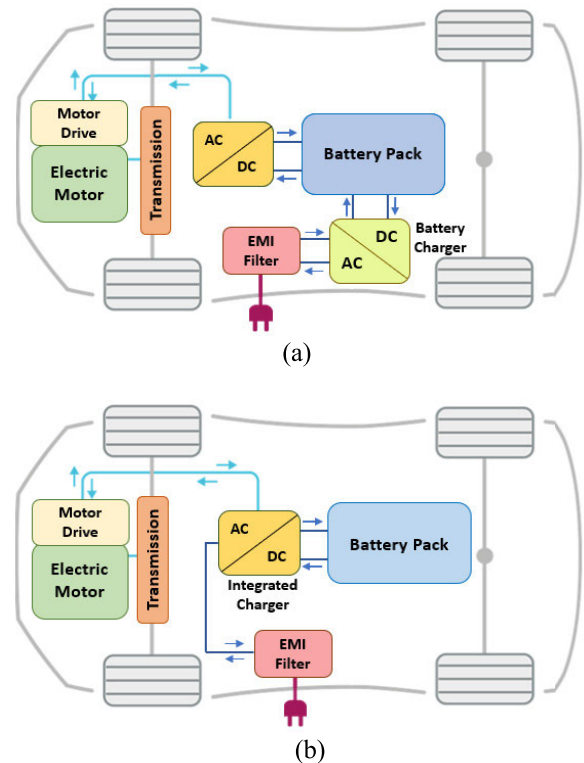 Motor
Drive
Electric
Motor
Transmission
AC
DC
Battery Pack
EMI
Filter
DC
AC
Battery
Charger
(a)
Motor
Drive
Electric
Motor
Transmission
AC
DC
Integrated
Charger
Battery Pack
EMI
Filter
(b)